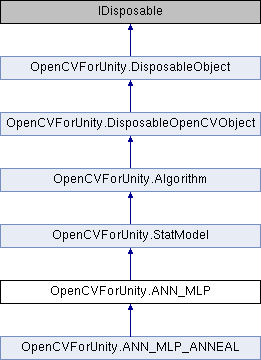 IDisposable
OpenCVForUnity.DisposableObject
OpenCVForUnity.DisposableOpenCVObject
OpenCVForUnity.Algorithm
OpenCVForUnity.StatModel
OpenCVForUnity.ANN_MLP
OpenCVForUnity.ANN_MLP_ANNEAL